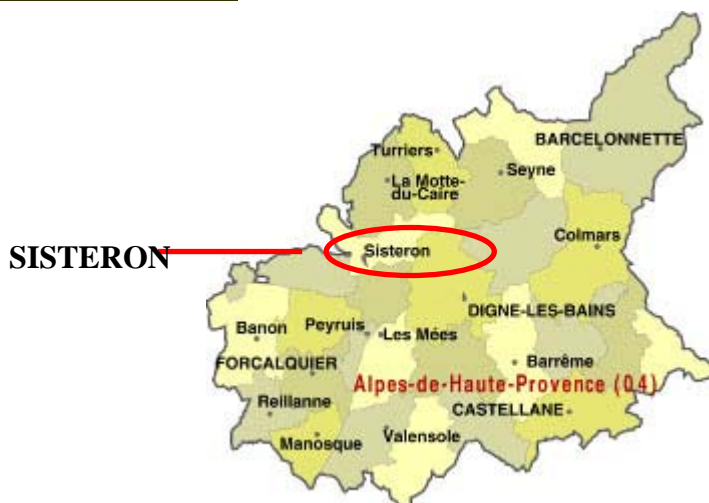 BARCELONNETTE
Turriers
Seyne
La Motte-
du-Caire
Colmars
SISTERON
Sisteron
DIGNE-LES-BAINS
Banon
Peyruis
Les Mées
FORCALQUIER
Barrême
Alpes-de-Haute-Provence (04)
Reillanne
CASTELLANE
Manosque
Valensole